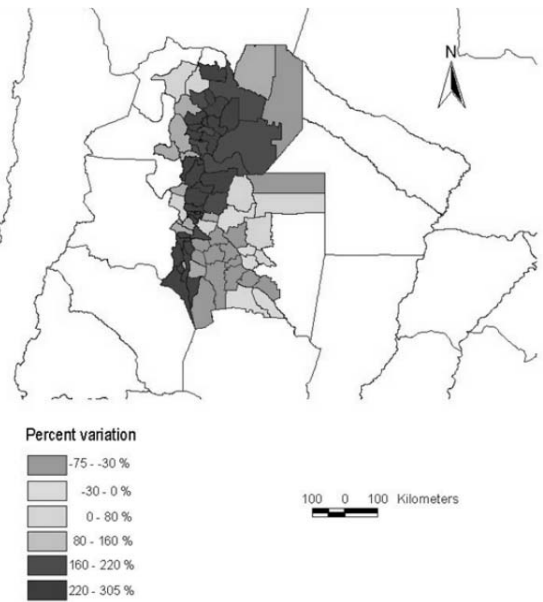 N
Percent variation
-75 - -30 %
-30 - 0 %
0 - 80 %
80 - 160 %
160 - 220 %
220 - 305 %
100 0 100 Kilometers